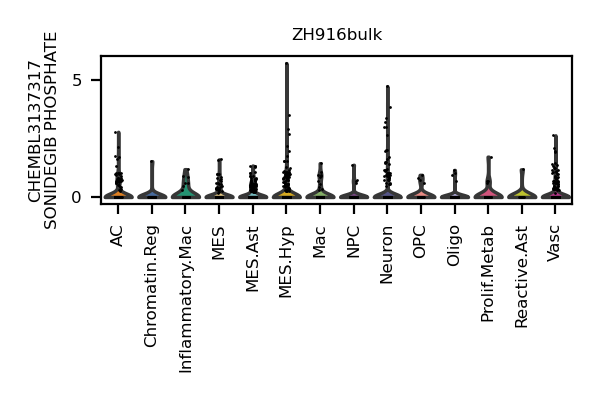 ZH916bulk
CHEMBL3137317
SONIDEGIB PHOSPHATE
5
0
AC
Chromatin.Reg
Inflammatory.Mac
MES
MES.Ast
MES.Hyp
Mac
NPC
Neuron
OPC
Oligo
Prolif.Metab
Reactive.Ast
Vasc